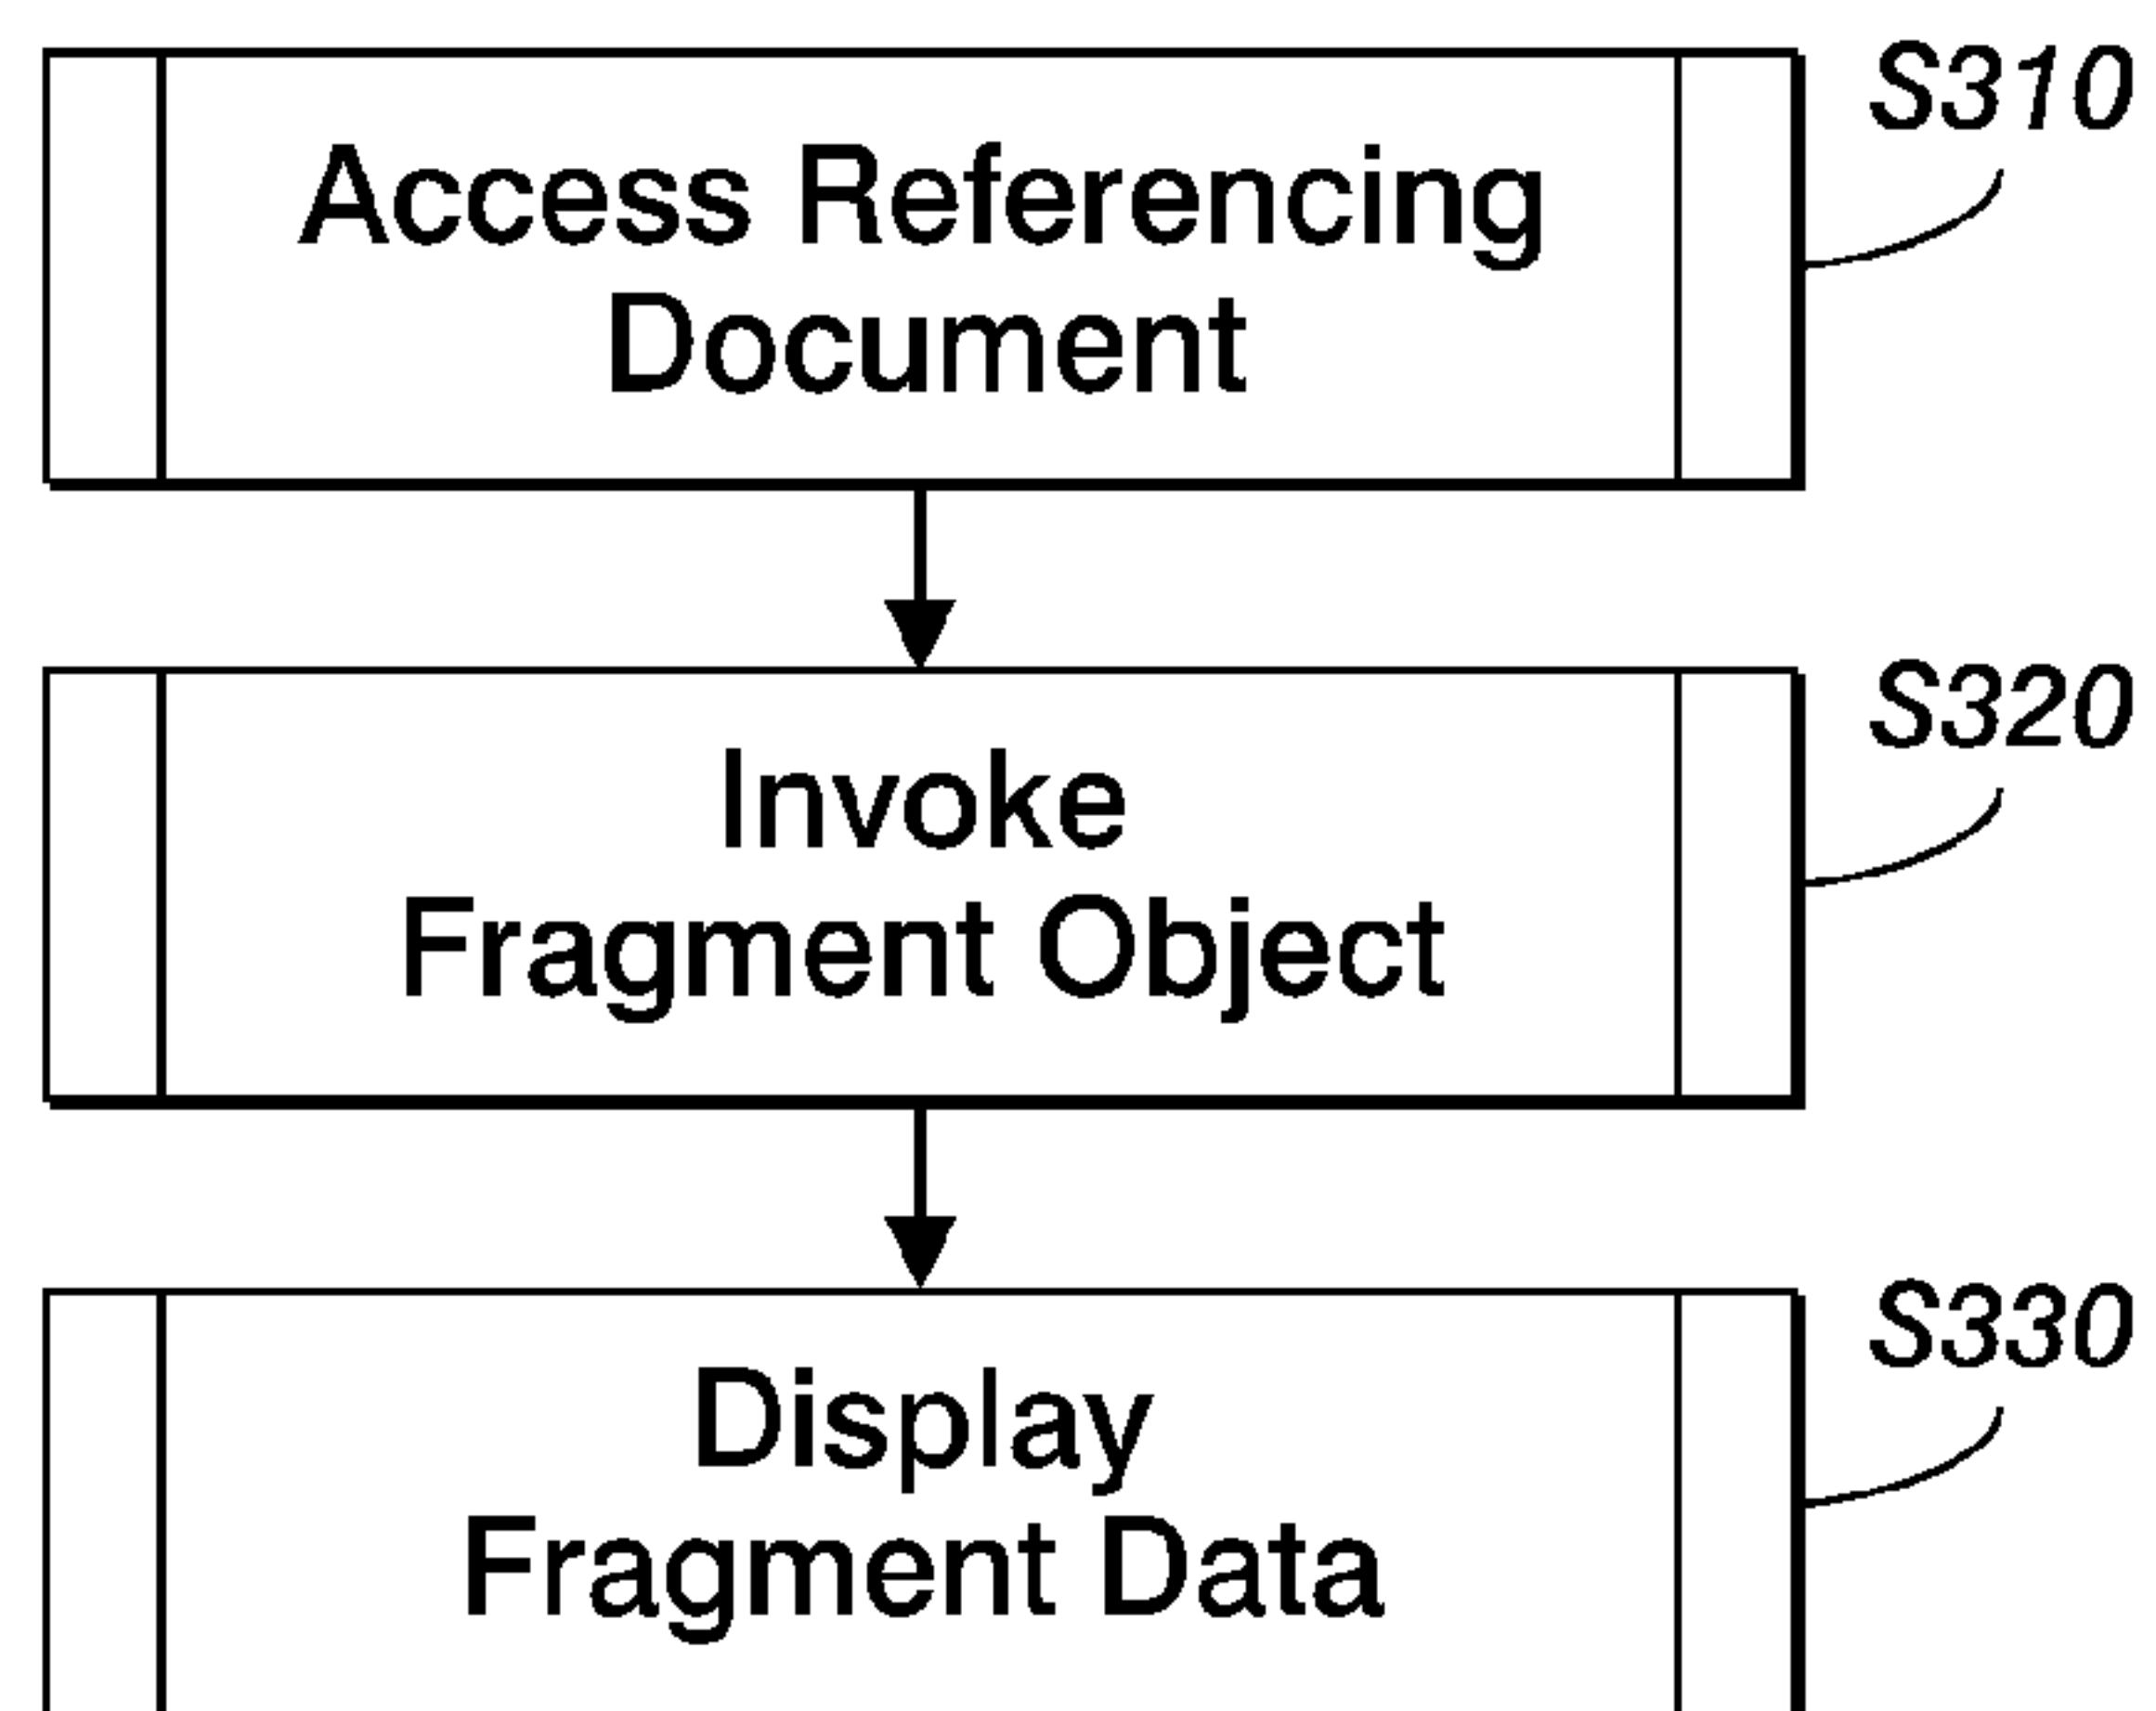 S310
Access Referencing
Document
S320
Invoke
Fragment Object
S330
Display
Fragment Data